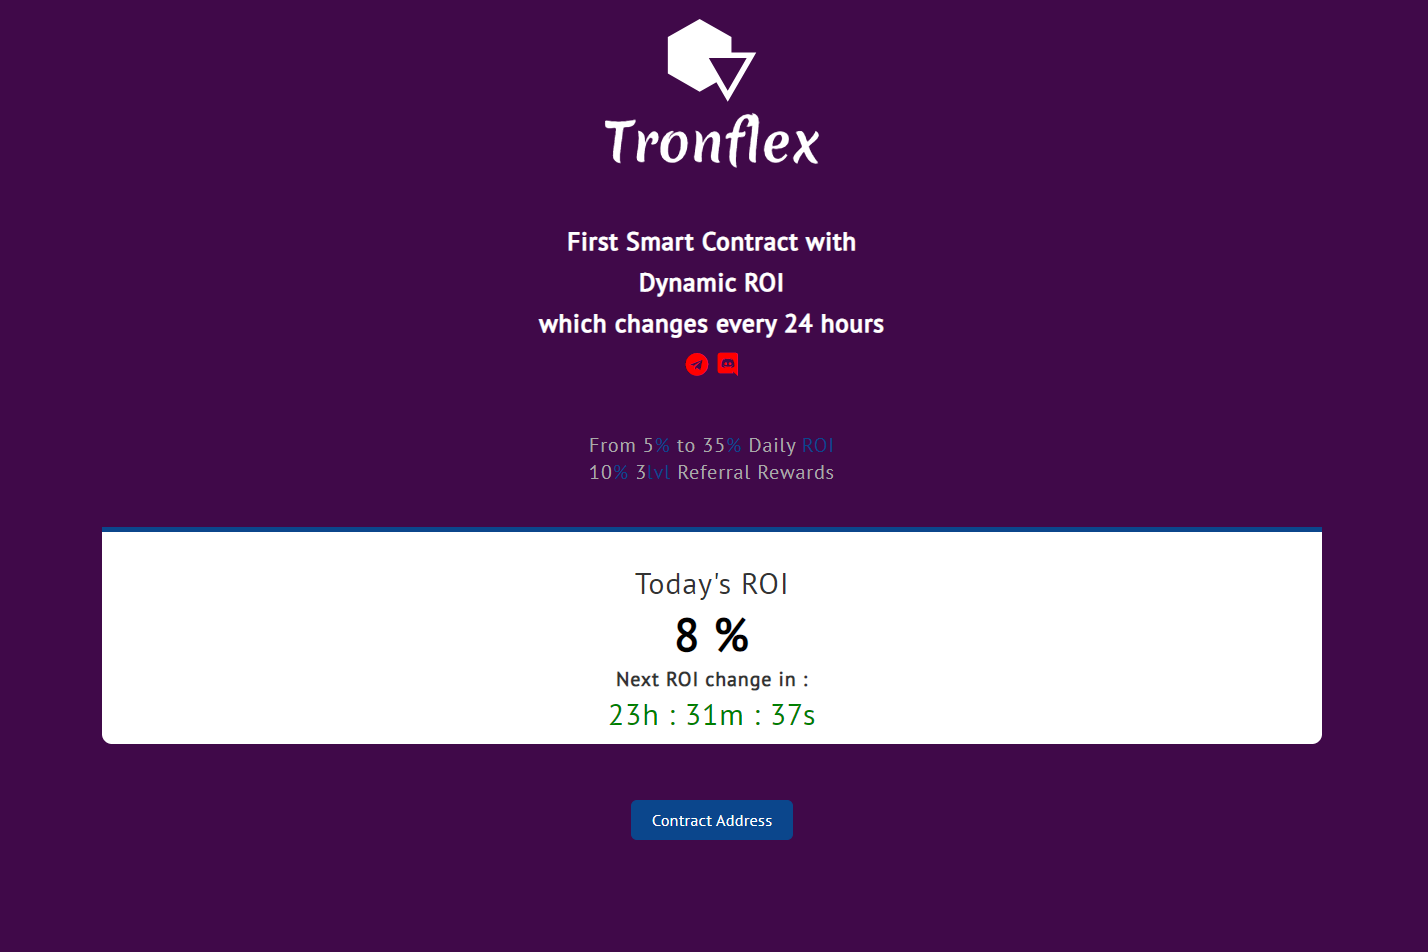 Tronflex
First Smart Contract with
Dynamic ROI
which changes every 24 hours
From 5% to 35% Daily ROI
10% 3lvl Referral Rewards
Today's ROI
8 %
Next ROI change in :
23h : 31m : 37s
Contract Address